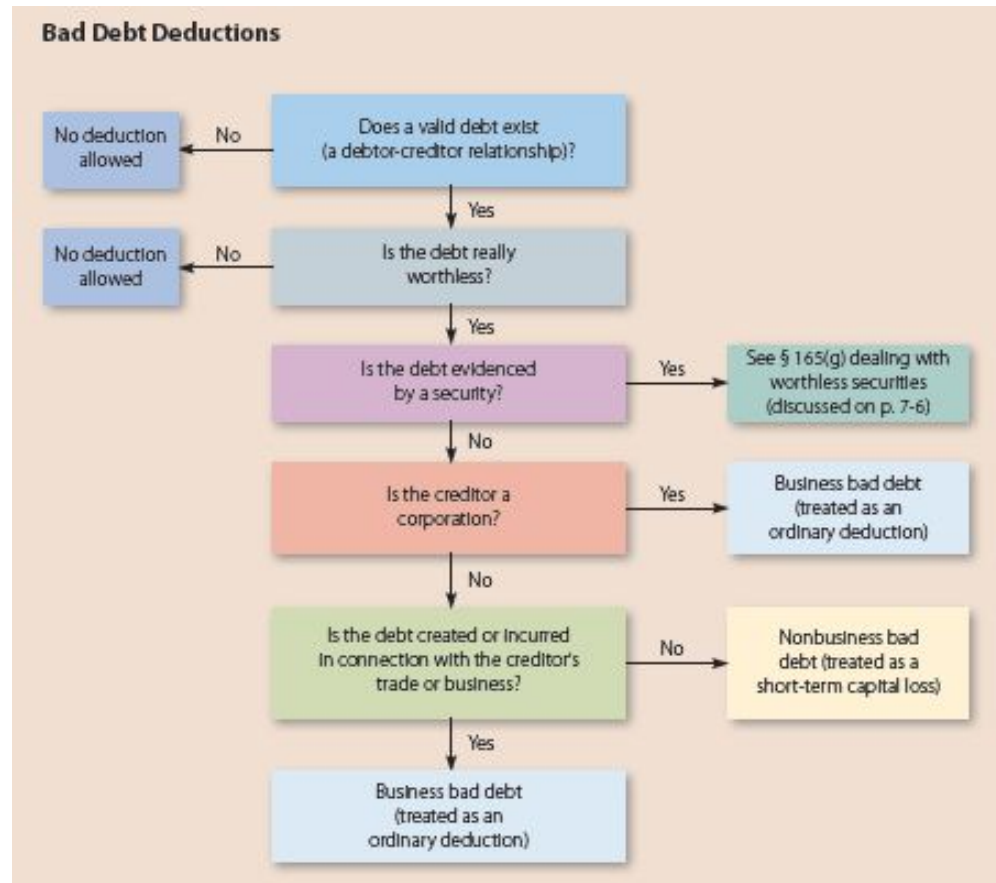 Bad Debt Deductions
No deduction
allowed
No
Does a valid debt exist
(a debtor-creditor relationship)?
Yes
No deduction
allowed
No
Is the debt really
worthless?
Yes
Is the debt evidenced
by a security?
Yes
See § 165(g) dealing with
worthless securities
(discussed on p. 7-6)
No
Is the creditor a
corporation?
Yes
Business bad debt
(treated as an
ordinary deduction)
No
Is the debt created or incurred
in connection with the creditor's
trade or business?
No
Nonbusiness bad
debt (treated as a
short-term capital loss)
Yes
Business bad debt
(treated as an
ordinary deduction)